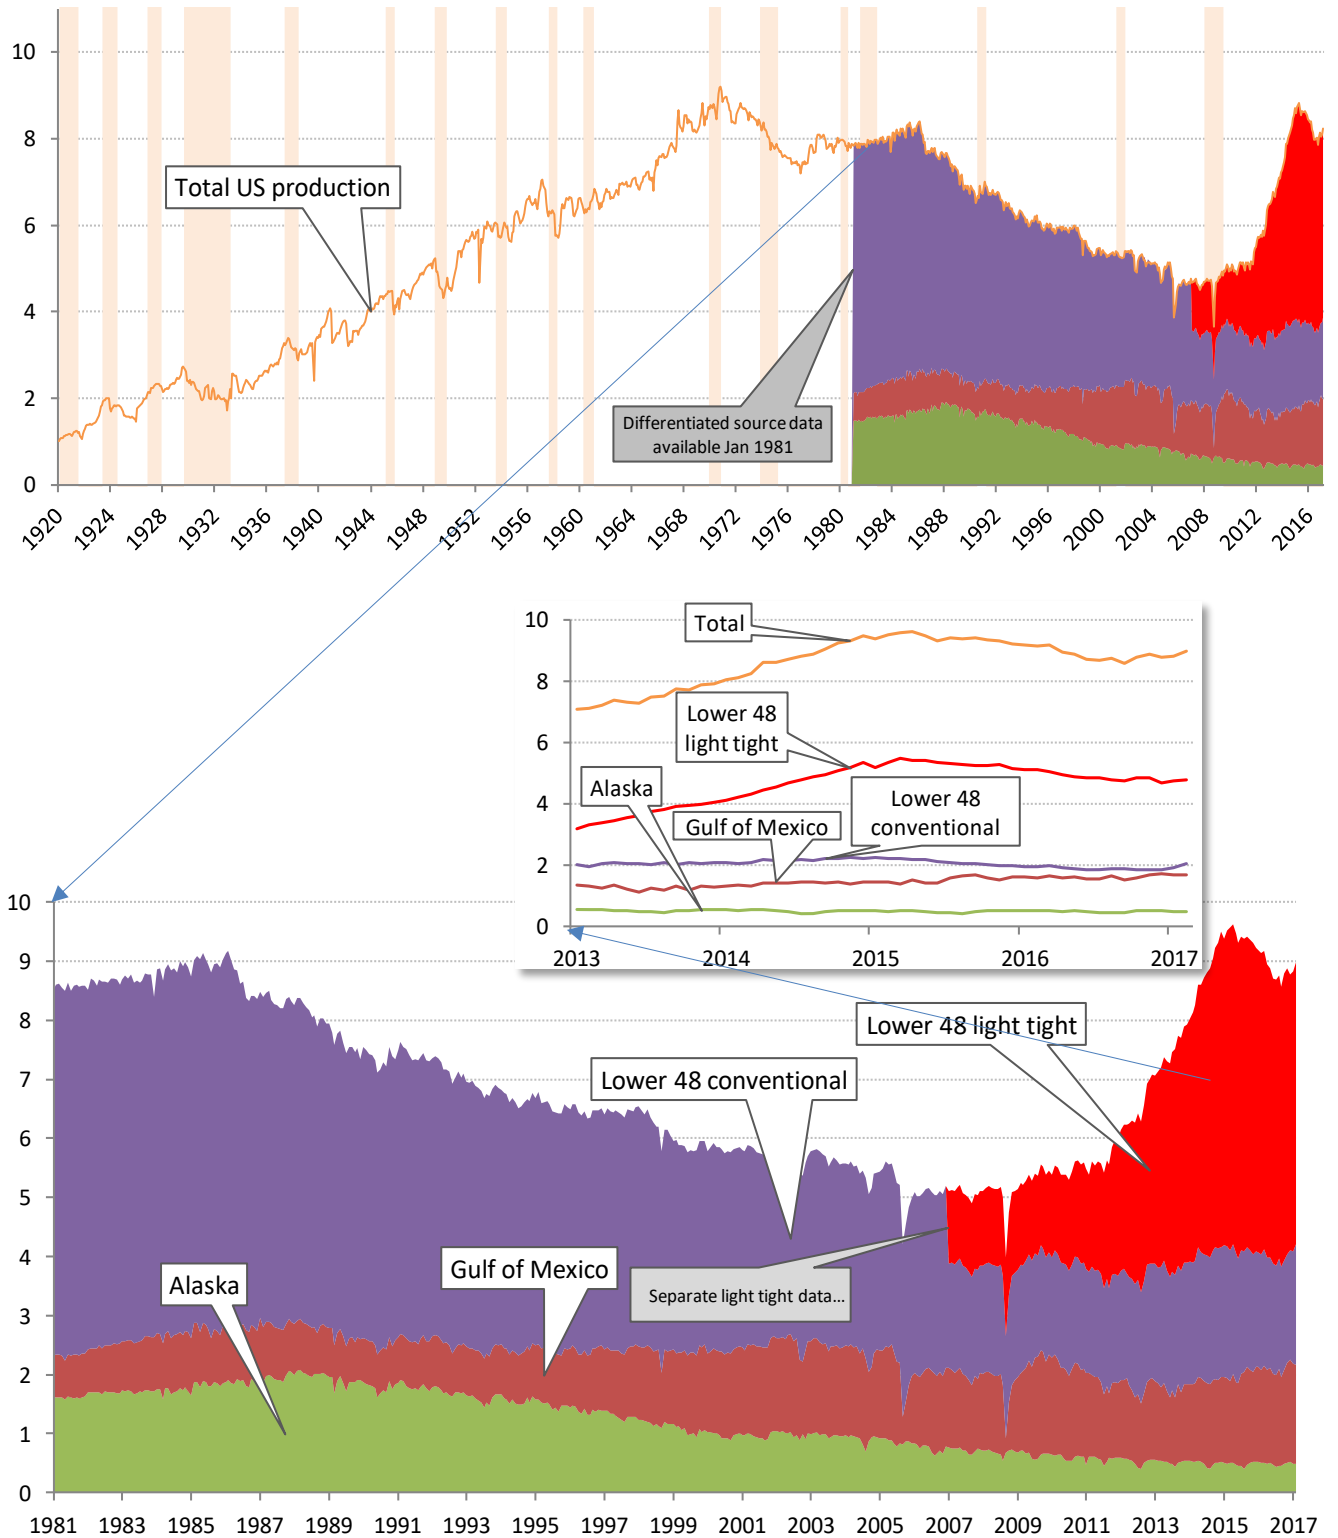 10
8
6
4
2
0
Total US production
Differentiated source data
available Jan 1981
1920 1924 1928 1932 1936 1940 1944 1948 1952 1956 1960 1964 1968 1972 1976 1980 1984 1988 1992 1996 2000 2004 2008 2012 2016
10
8
6
4
2
0
Total
Lower 48
light tight
Alaska
Gulf of Mexico
Lower 48
conventional
2013 2014 2015 2016 2017
10
9
8
7
6
5
4
3
2
1
0
Lower 48 light tight
Lower 48 conventional
Gulf of Mexico
Separate light tight data...
Alaska
1981 1983 1985 1987 1989 1991 1993 1995 1997 1999 2001 2003 2005 2007 2009 2011 2013 2015 2017